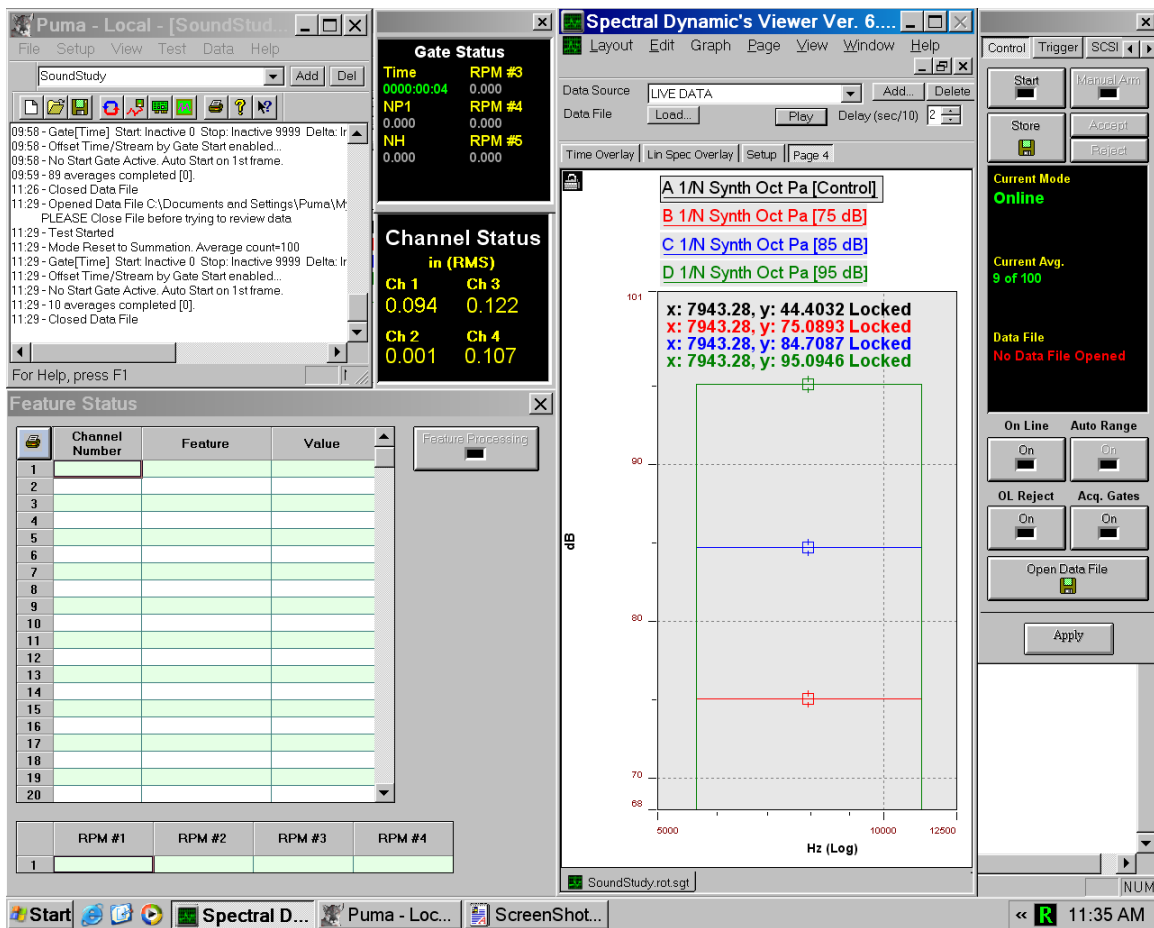 Puma - Local - [SoundStud...
File Setup View Test Data Help
SoundStudy
Add Del
09:58 - Gate[Time] Start: Inactive 0 Stop: Inactive 9999 Delta: Ir
09:58 - Offset Time/Stream by Gate Start enabled...
09:58 - No Start Gate Active. Auto Start on 1st frame.
09:59 - 89 averages completed [0].
11:26 - Closed Data File
11:29 - Opened Data File C:\Documents and Settings\Puma\My
PLEASE Close File before trying to review data
11:29 - Test Started
11:29 - Mode Reset to Summation. Average count=100
11:29 - Gate[Time] Start: Inactive 0 Stop: Inactive 9999 Delta: Ir
11:29 - Offset Time/Stream by Gate Start enabled...
11:29 - No Start Gate Active. Auto Start on 1st frame.
11:29 - 10 averages completed [0].
11:29 - Closed Data File
For Help, press F1
Gate Status
Time RPM #3
0000:00:04 0.000
NP1 RPM #4
0.000 0.000
NH RPM #5
0.000 0.000
Channel Status
in (RMS)
Ch 1 Ch 3
0.094 0.122
Ch 2 Ch 4
0.001 0.107
Feature Status
Channel Number Feature Value
Feature Processing
1
2
3
4
5
6
7
8
9
10
11
12
13
14
15
16
17
18
19
20
RPM #1 RPM #2 RPM #3 RPM #4
1
Spectral Dynamic's Viewer Ver. 6....
Layout Edit Graph Page View Window Help
Data Source LIVE DATA Add... Delete
Data File Load... Play Delay (sec/10) 2
Time Overlay Lin Spec Overlay Setup Page 4
A 1/N Synth Oct Pa [Control]
B 1/N Synth Oct Pa [75 dB]
C 1/N Synth Oct Pa [85 dB]
D 1/N Synth Oct Pa [95 dB]
101
x: 7943.28, y: 44.4032 Locked
x: 7943.28, y: 75.0893 Locked
x: 7943.28, y: 84.7087 Locked
x: 7943.28, y: 95.0946 Locked
90
dB
80
70
68
5000 10000 12500
Hz (Log)
SoundStudy.rot.sgt
Control Trigger SCSI
Start Manual Arm
Store Accept
Reject
Current Mode
Online
Current Avg.
9 of 100
Data File
No Data File Opened
On Line Auto Range
On On
OL Reject Acq. Gates
On On
Open Data File
Apply
NUM
Start Spectral D... Puma - Loc... ScreenShot... « R 11:35 AM